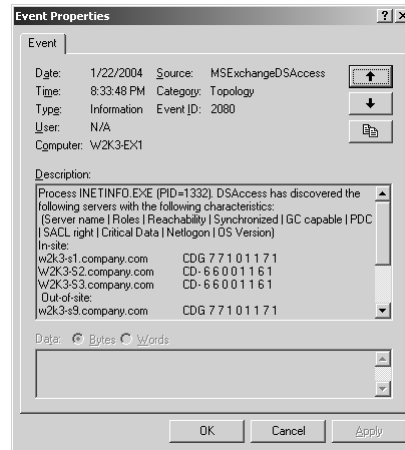 Event Properties
Event
Date: 1/22/2004 Source: MSExchangeDSAccess
Time: 8:33:48 PM Category: Topology
Type: Information Event ID: 2080
User: N/A
Computer: W2K3-EX1
Description:
Process INETINFO.EXE (PID=1332). DSAccess has discovered the
following servers with the following characteristics:
(Server name | Roles | Reachability | Synchronized | GC capable | PDC
| SACL right | Critical Data | Netlogon | OS Version)
In-site:
w2k3-s1.company.com CDG 7 7 1 0 1 1 7 1
W2K3-S2.company.com CD- 6 6 0 0 1 1 6 1
W2K3-S3.company.com CD- 6 6 0 0 1 1 6 1
Out-of-site:
w2k3-s9.company.com CDG 7 7 1 0 1 1 7 1
Data: Bytes Words
OK Cancel Apply